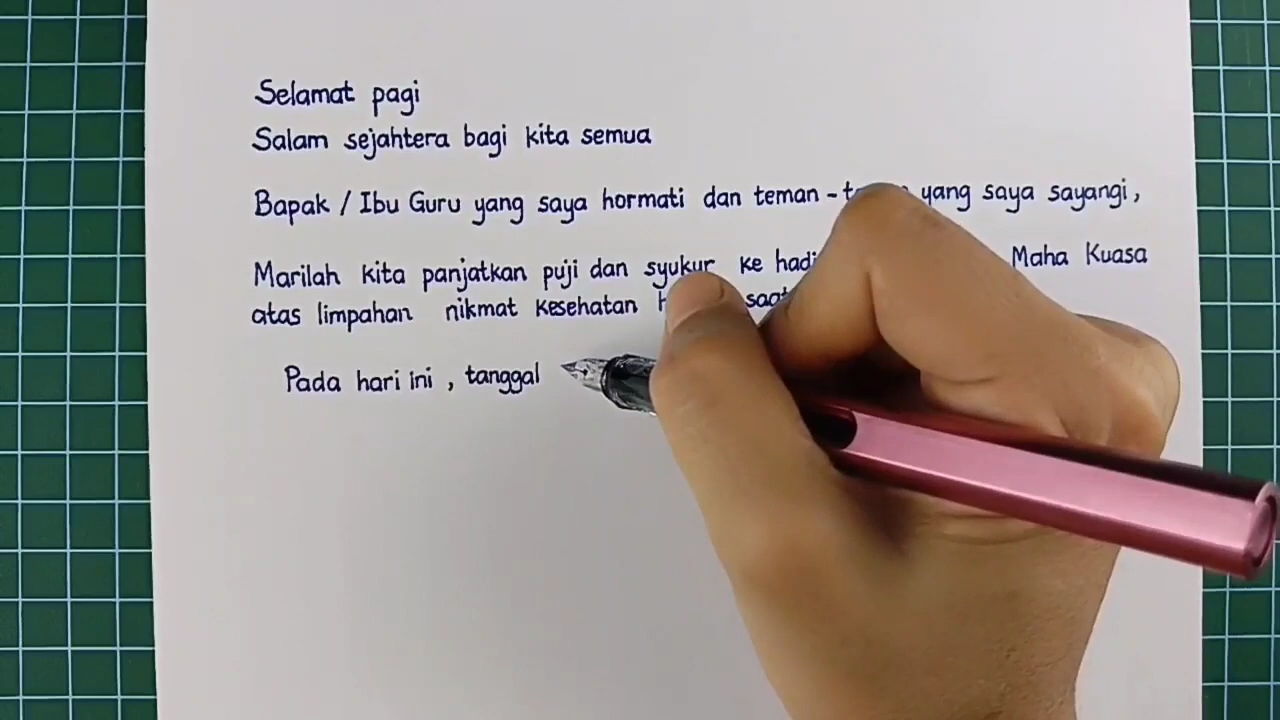 Selamat pagi
Salam sejahtera bagi kita semua
Bapak / Ibu Guru yang saya hormati dan teman - yang saya sayangi,
Marilah kita panjatkan puji dan syukur ke Maha Kuasa
atas limpahan nikmat kesehatan
Pada hari ini , tanggal